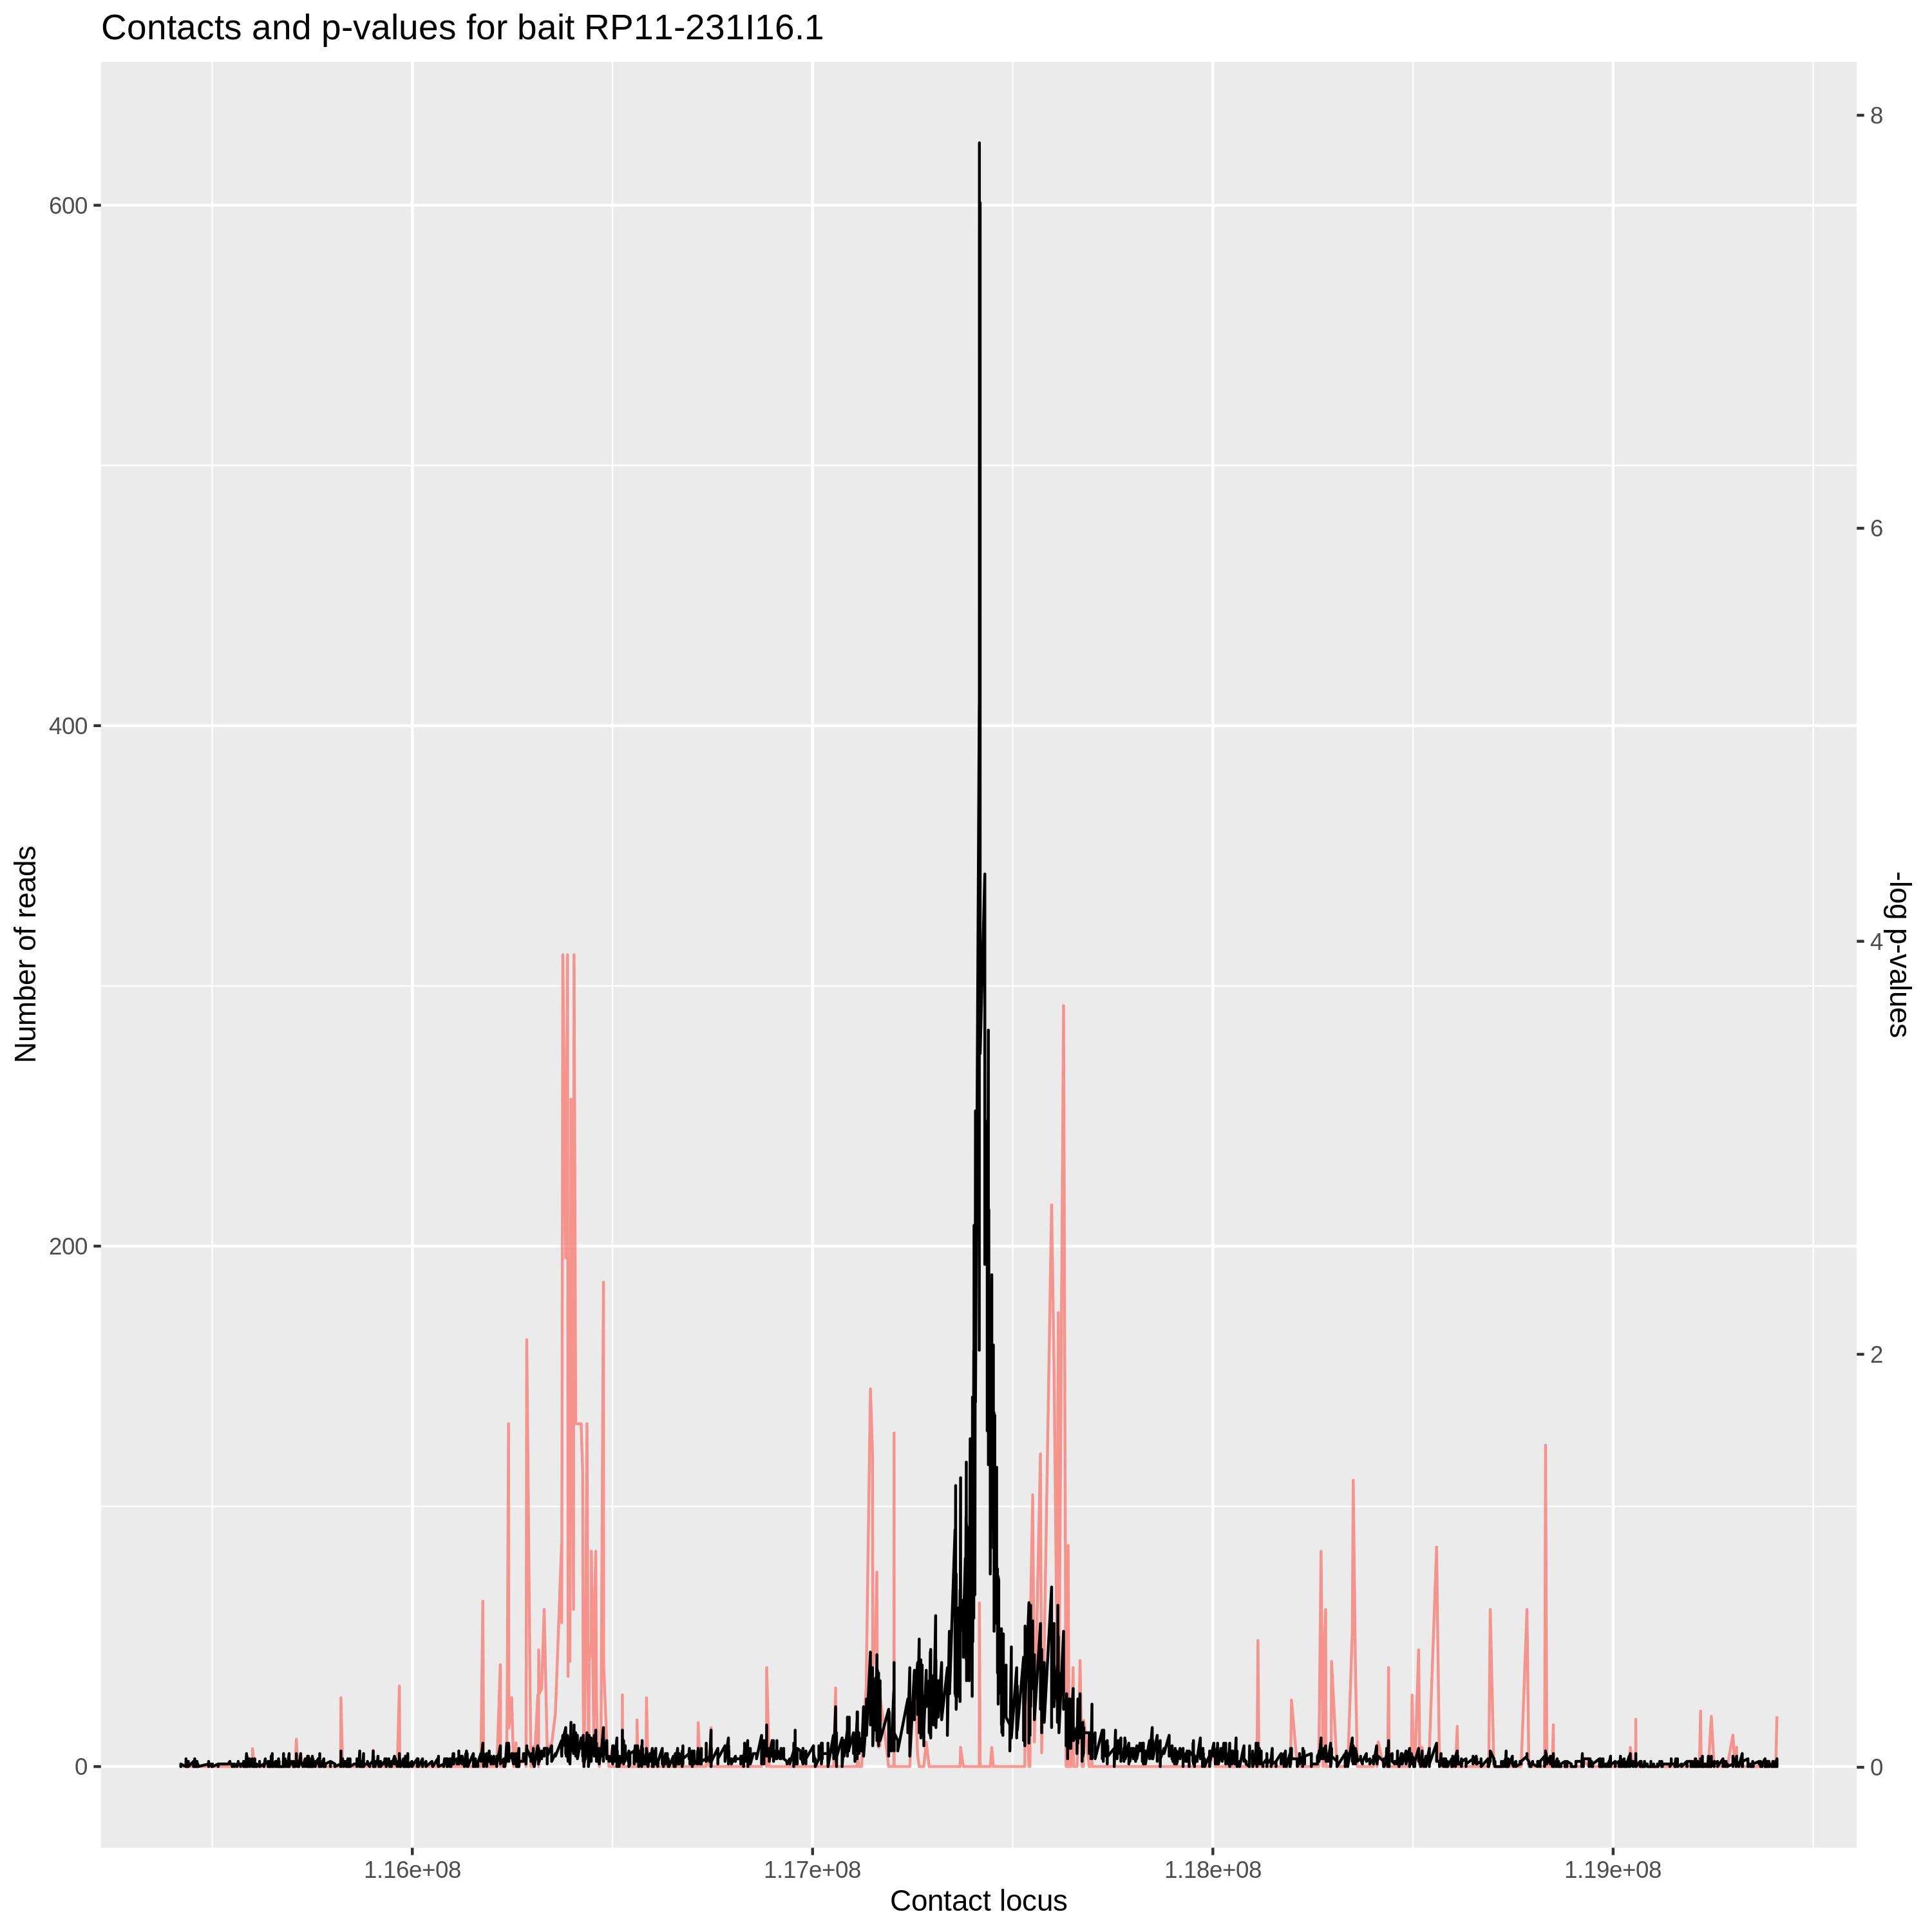 Contacts and p-values for bait RP11-231I16.1
600
400
200
0
8
6
4
2
0
Number of reads
-log p-values
1.16e+08
1.17e+08
1.18e+08
1.19e+08
Contact locus